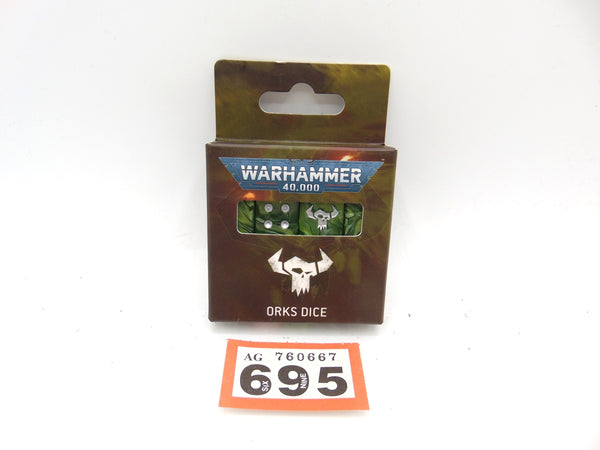 WARHAMMER
40,000
ORKS DICE
AG 760667
695
SIX NINE